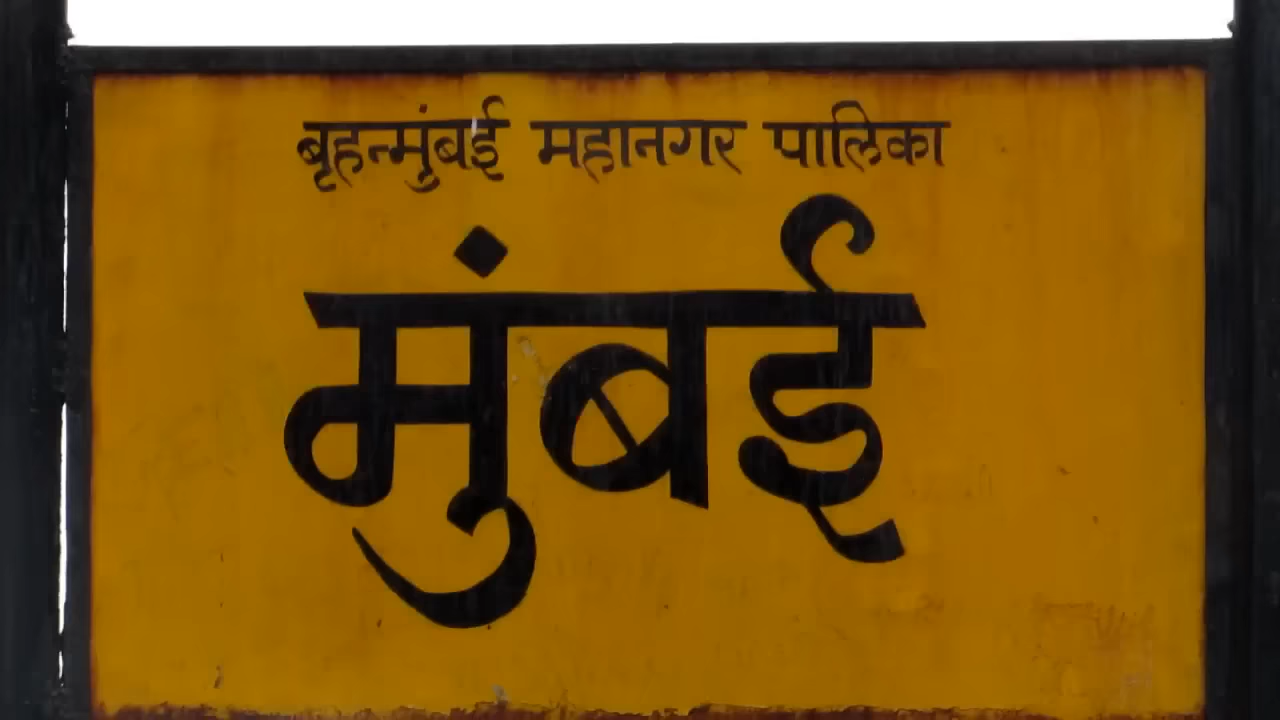 बृहन्मुंबई महानगर पालिका
मुंबई